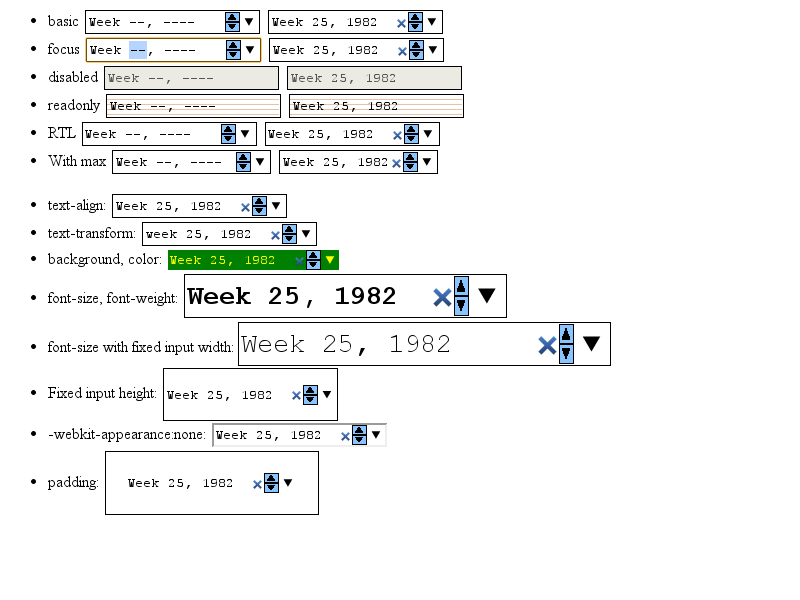 basic Week --, ---- Week 25, 1982
focus Week --, ---- Week 25, 1982
disabled Week --, ---- Week 25, 1982
readonly Week --, ---- Week 25, 1982
RTL Week --, ---- Week 25, 1982
With max Week --, ---- Week 25, 1982
text-align: Week 25, 1982
text-transform: week 25, 1982
background, color: Week 25, 1982
font-size, font-weight: Week 25, 1982
font-size with fixed input width: Week 25, 1982
Fixed input height: Week 25, 1982
-webkit-appearance:none: Week 25, 1982
padding: Week 25, 1982